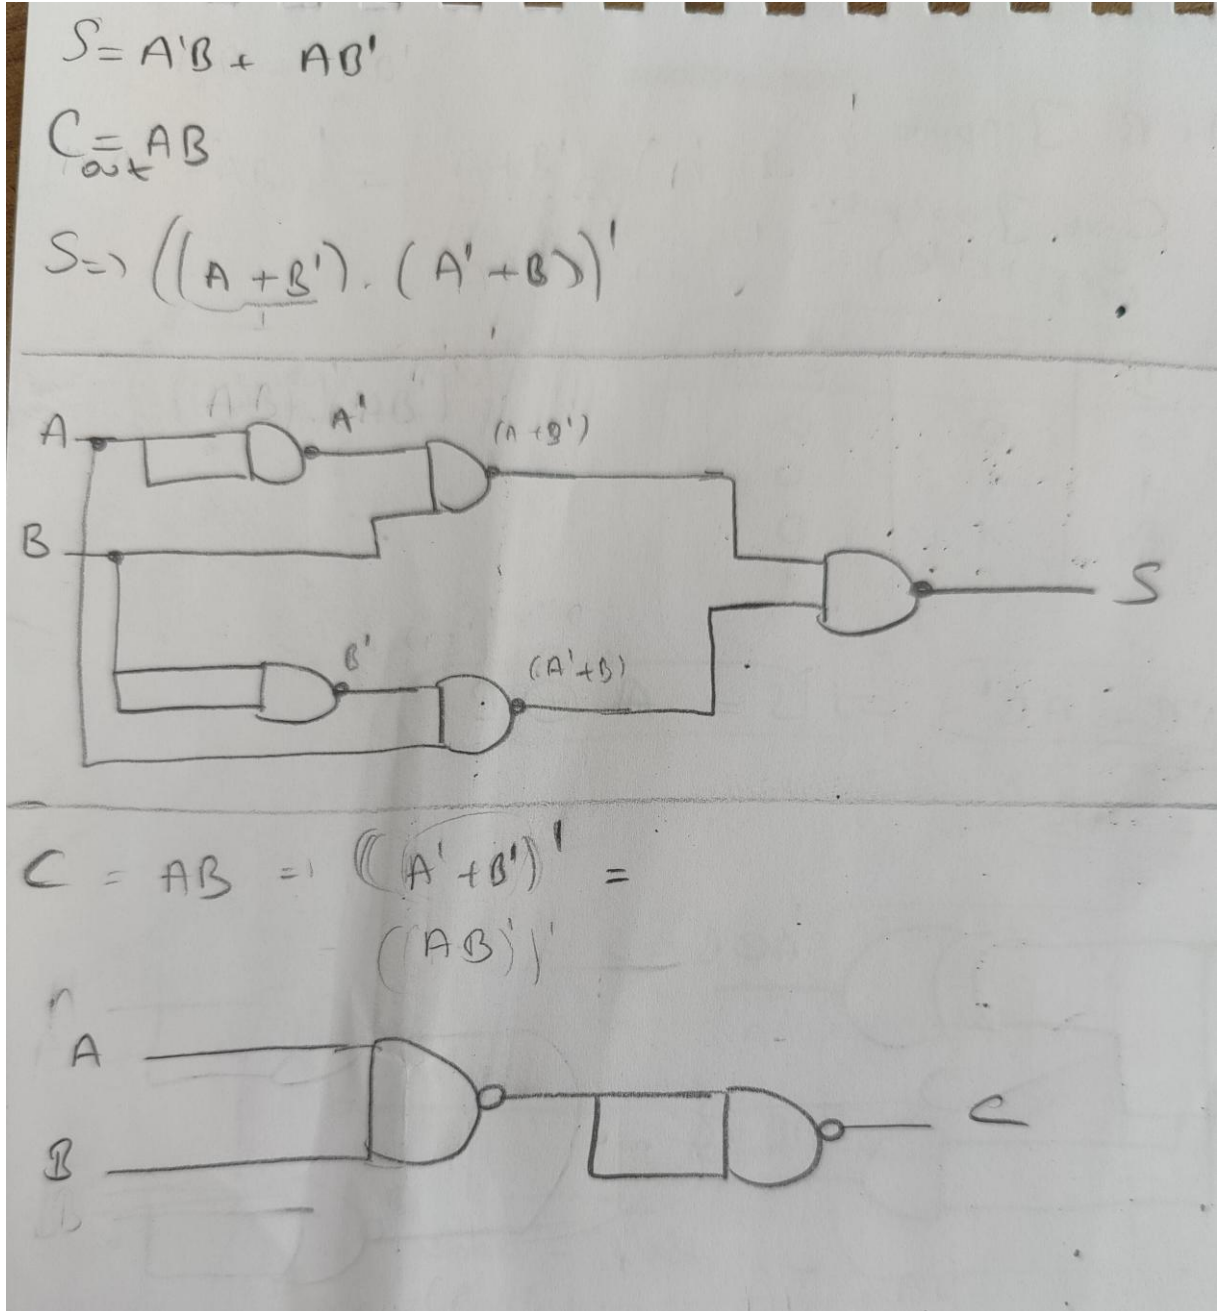 S = A'B + AB'
Cout = AB
S => ((A + B') . (A' + B))'
A
A'
(A + B')
B
S
B'
(A' + B)
C = AB = ((A' + B')' =
((AB)')'
A
B
C